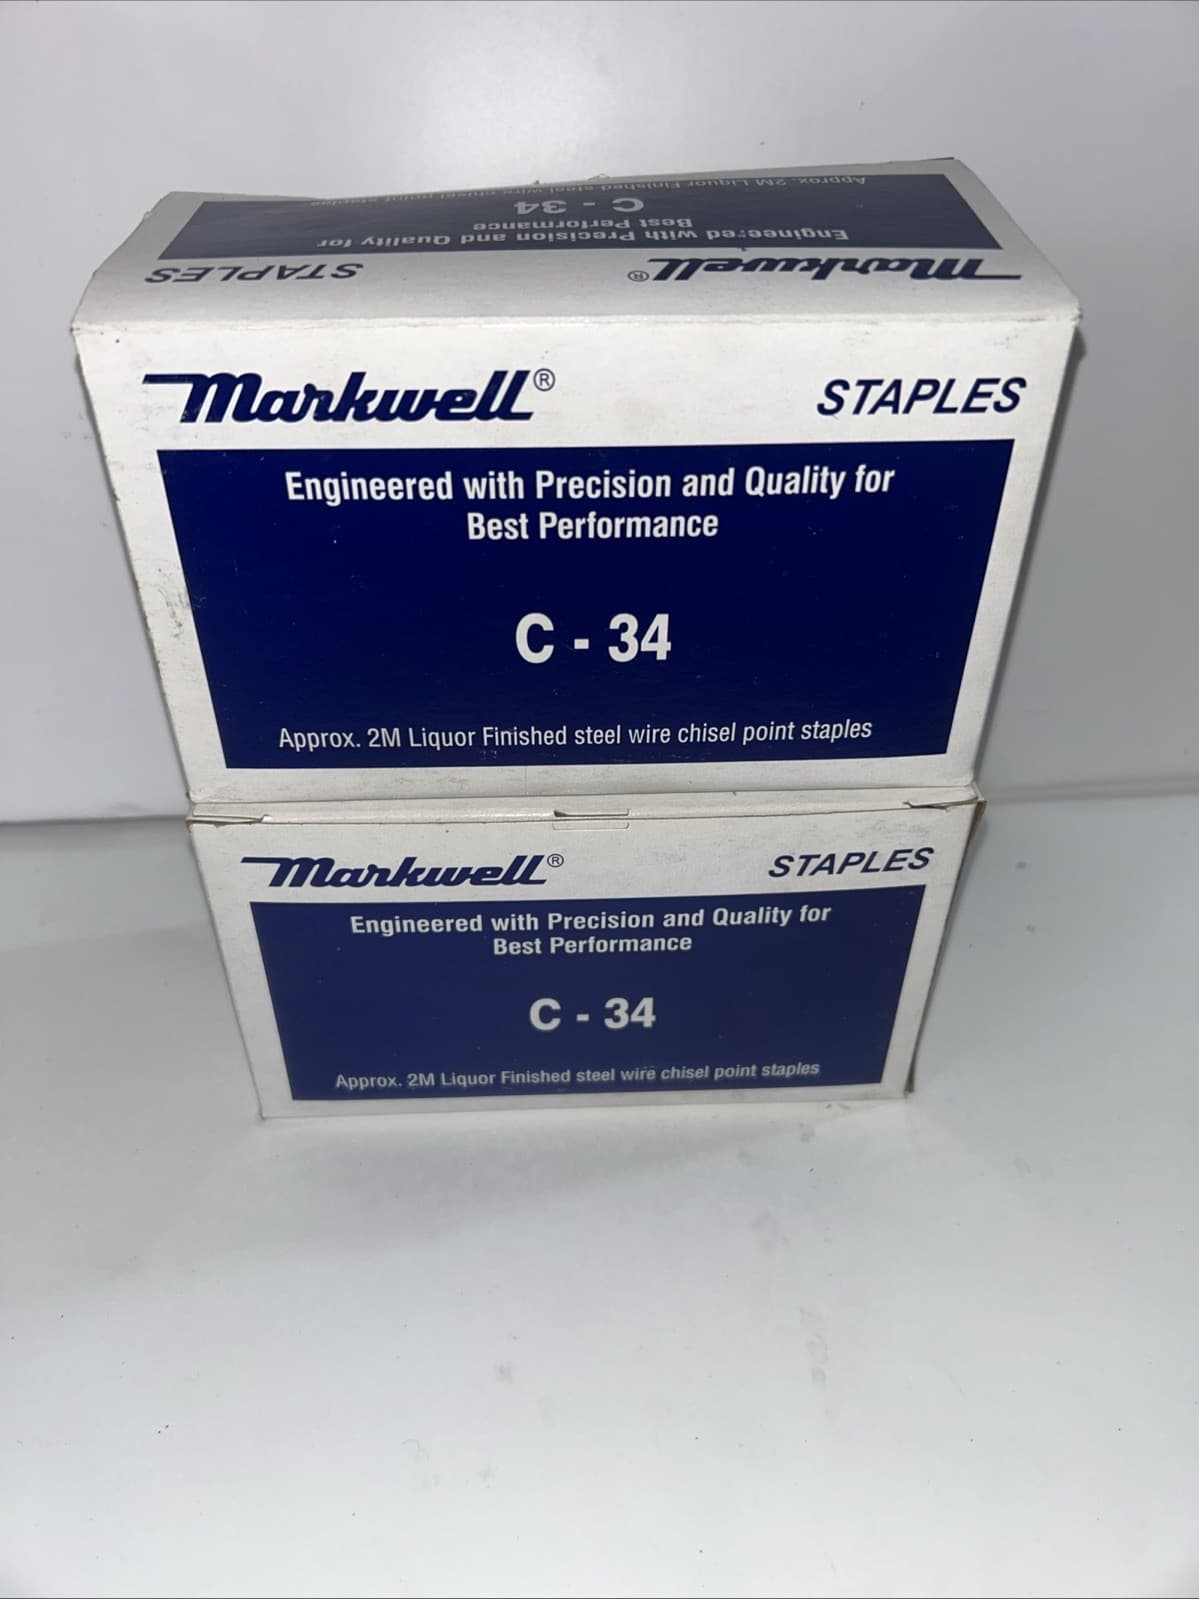 Approx. 2M Liquor Finished steel wire chisel point staples
C - 34
Best Performance
Engineered with Precision and Quality for
Markwell® STAPLES
Markwell® STAPLES
Engineered with Precision and Quality for
Best Performance
C - 34
Approx. 2M Liquor Finished steel wire chisel point staples
Markwell® STAPLES
Engineered with Precision and Quality for
Best Performance
C - 34
Approx. 2M Liquor Finished steel wire chisel point staples